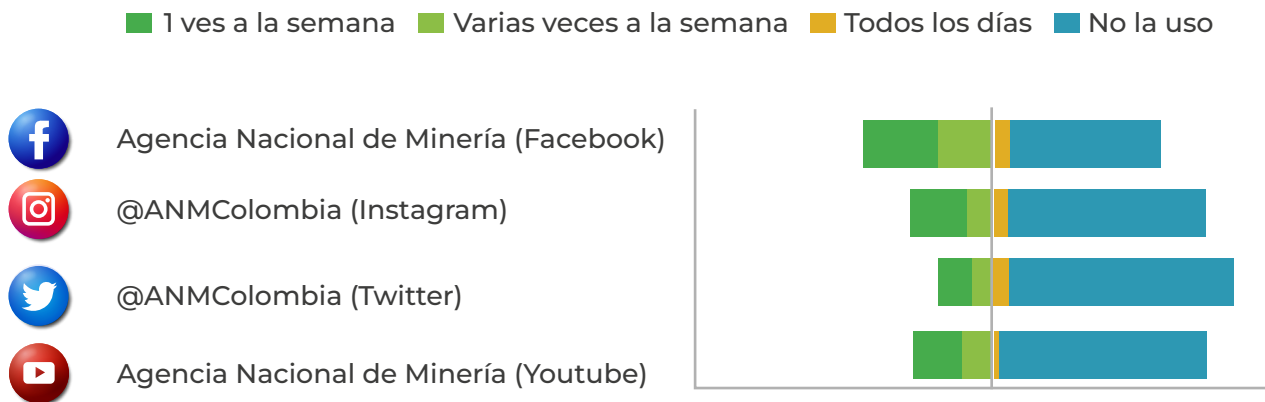 1 ves a la semana Varias veces a la semana Todos los días No la uso
Agencia Nacional de Minería (Facebook)
@ANMColombia (Instagram)
@ANMColombia (Twitter)
Agencia Nacional de Minería (Youtube)